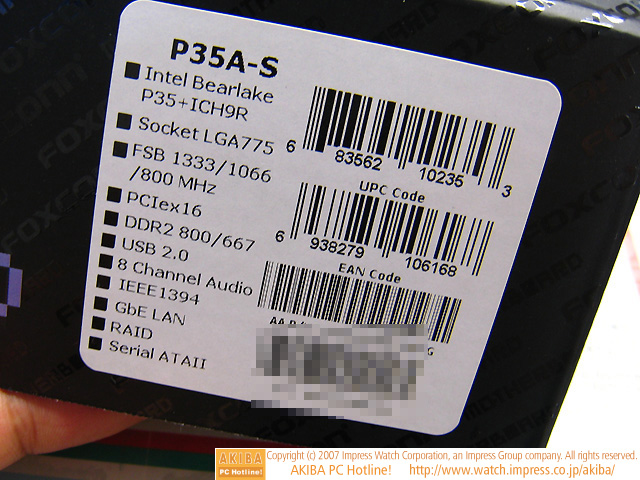 P35A-S
Intel Bearlake
P35+ICH9R
Socket LGA775
FSB 1333/1066
/800 MHz
PCIex16
DDR2 800/667
USB 2.0
8 Channel Audio
IEEE1394
GbE LAN
RAID
Serial ATAII
6 83562 10235 3
UPC Code
6 938279 106168
EAN Code
FOXCONN
AKIBA
PC Hotline!
Copyright (c) 2007 Impress Watch Corporation, an Impress Group company. All rights reserved.
AKIBA PC Hotline! http://www.watch.impress.co.jp/akiba/